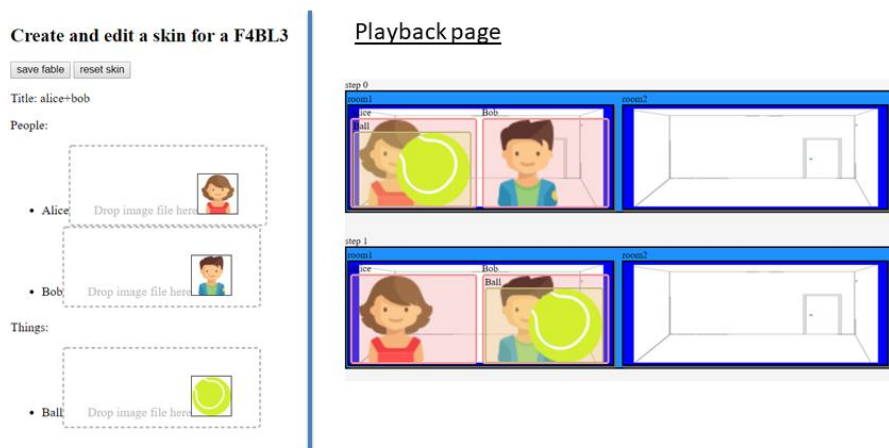 Create and edit a skin for a F4BL3
save fable reset skin
Title: alice+bob
People:
Alice Drop image file here
Bob Drop image file here
Things:
Ball Drop image file here
Playback page
step 0
room1 room2
Alice Bob
Ball
step 1
room1 room2
Alice Bob
Ball